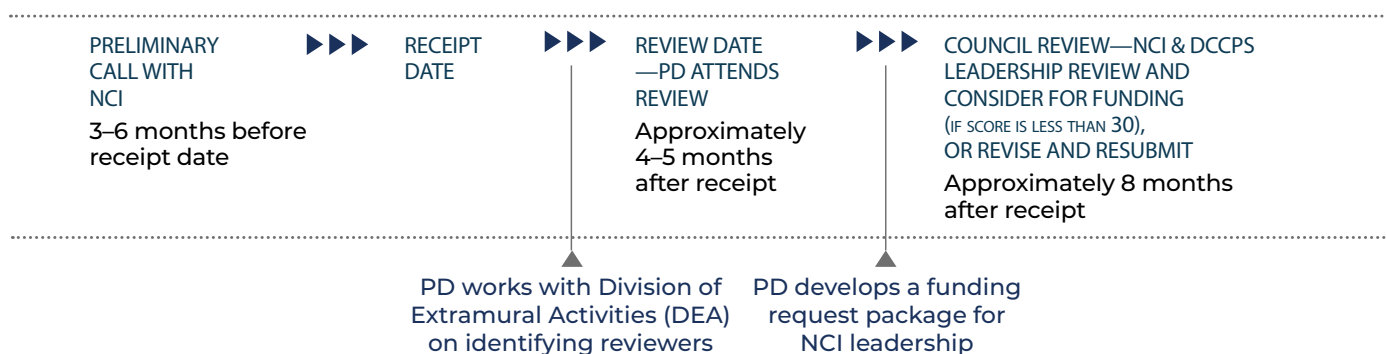 PRELIMINARY
CALL WITH
NCI
3–6 months before
receipt date
RECEIPT
DATE
REVIEW DATE
—PD ATTENDS
REVIEW
Approximately
4–5 months
after receipt
COUNCIL REVIEW—NCI & DCCPS
LEADERSHIP REVIEW AND
CONSIDER FOR FUNDING
(IF SCORE IS LESS THAN 30),
OR REVISE AND RESUBMIT
Approximately 8 months
after receipt
PD works with Division of
Extramural Activities (DEA)
on identifying reviewers
PD develops a funding
request package for
NCI leadership